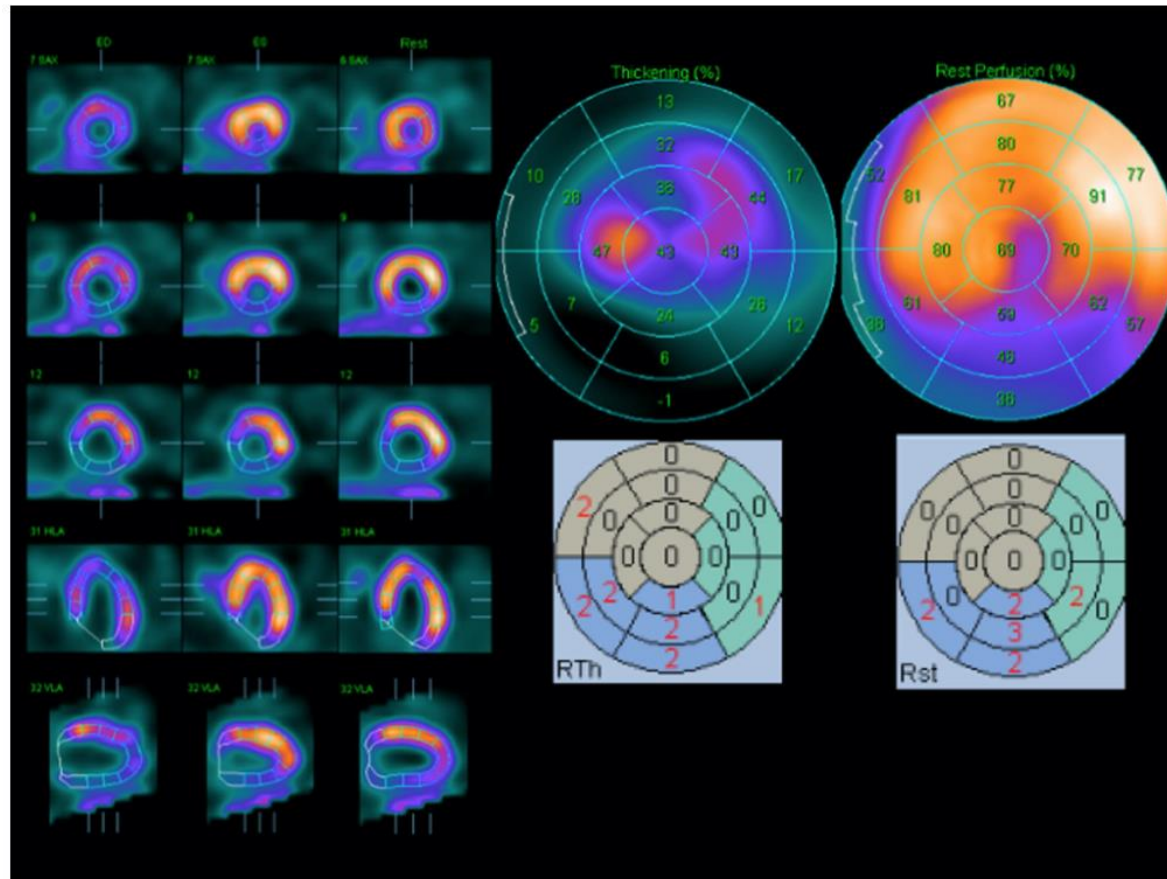 ED ES Rest
7 SAX 7 SAX 6 SAX
9 9 9
12 12 12
31 HLA 31 HLA 31 HLA
32 VLA 32 VLA 32 VLA
Thickening (%)
13
10 32 17
28 36 44
47 43 43
7 24 26
5 6 12
-1
RTh
0
2 0 0
0 0 0
0 0 0
2 2 1 0 1
2
2
Rest Perfusion (%)
67
52 80 77
81 77 91
80 69 70
61 59 62
36 46 57
36
Rst
0
0 0 0
0 0 0
0 0 0
2 0 2 2 0
3
2